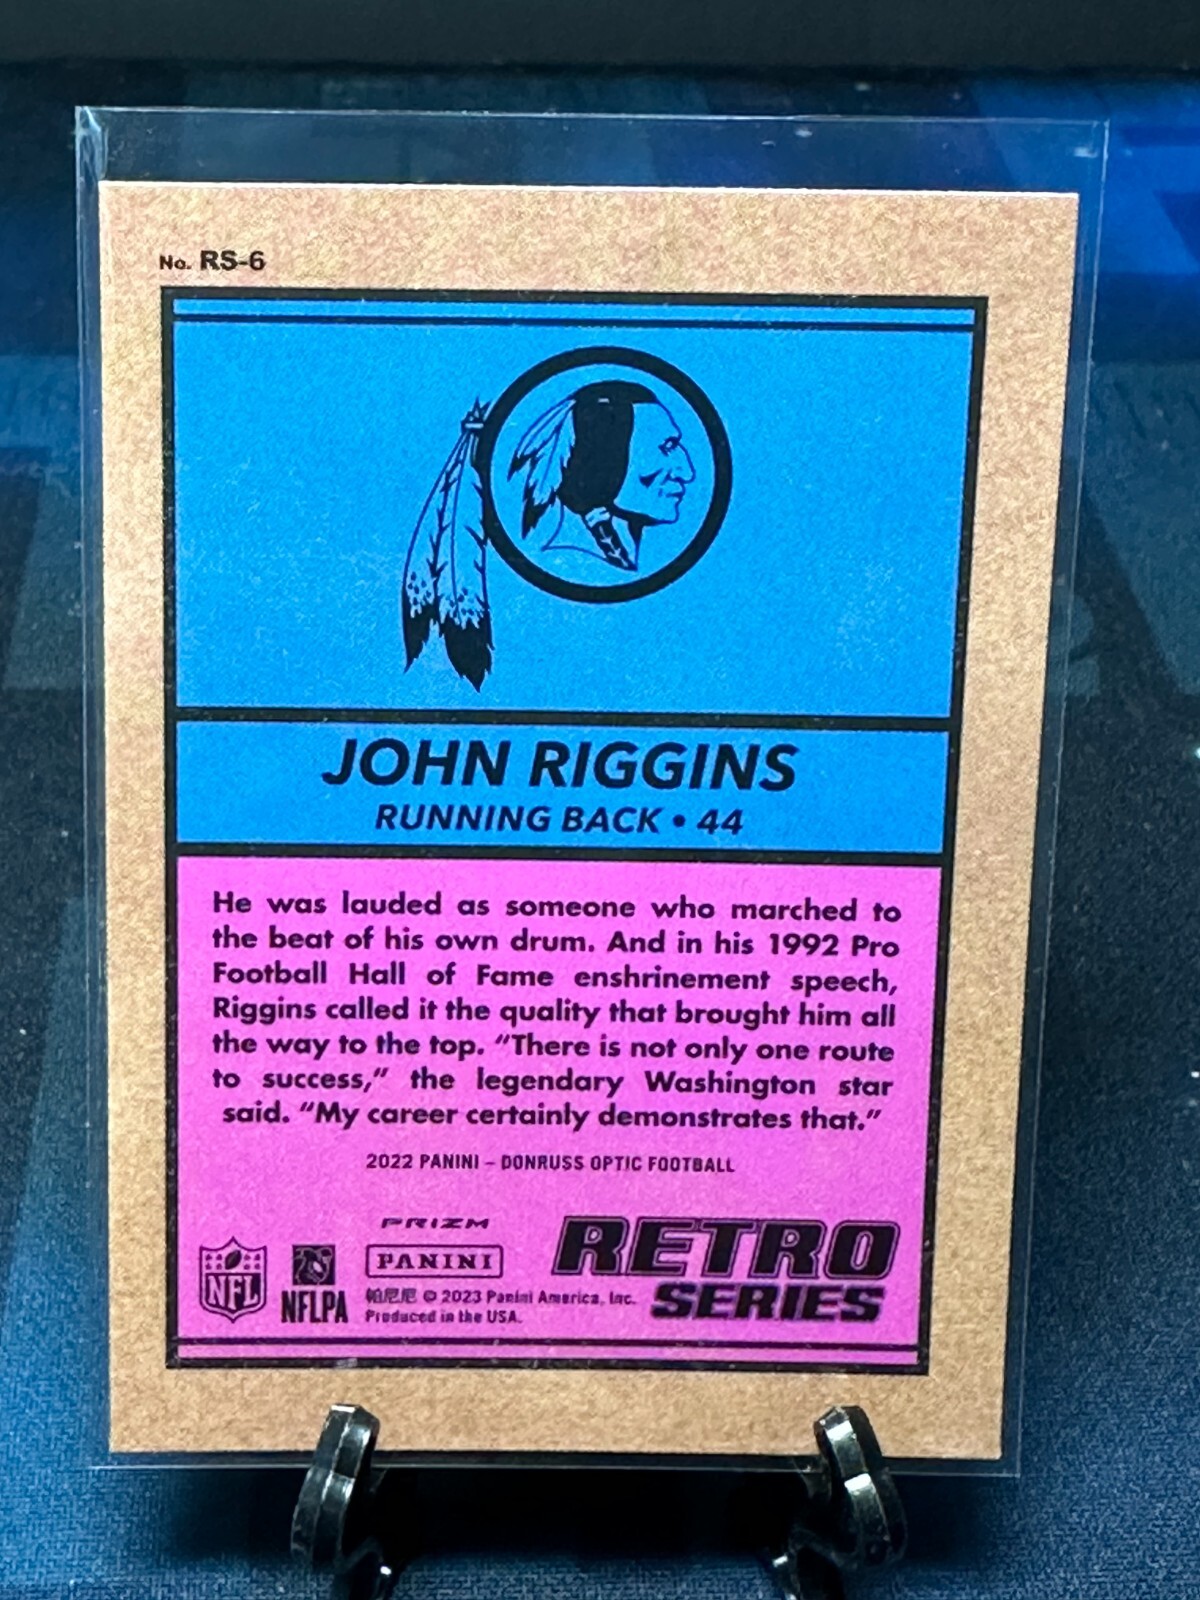 No. RS-6
JOHN RIGGINS
RUNNING BACK • 44
He was lauded as someone who marched to
the beat of his own drum. And in his 1992 Pro
Football Hall of Fame enshrinement speech,
Riggins called it the quality that brought him all
the way to the top. “There is not only one route
to success,” the legendary Washington star
said. “My career certainly demonstrates that.”
2022 PANINI – DONRUSS OPTIC FOOTBALL
PRIZM
PANINI
帕尼尼 © 2023 Panini America, Inc.
Produced in the USA.
NFL
NFLPA
RETRO
SERIES